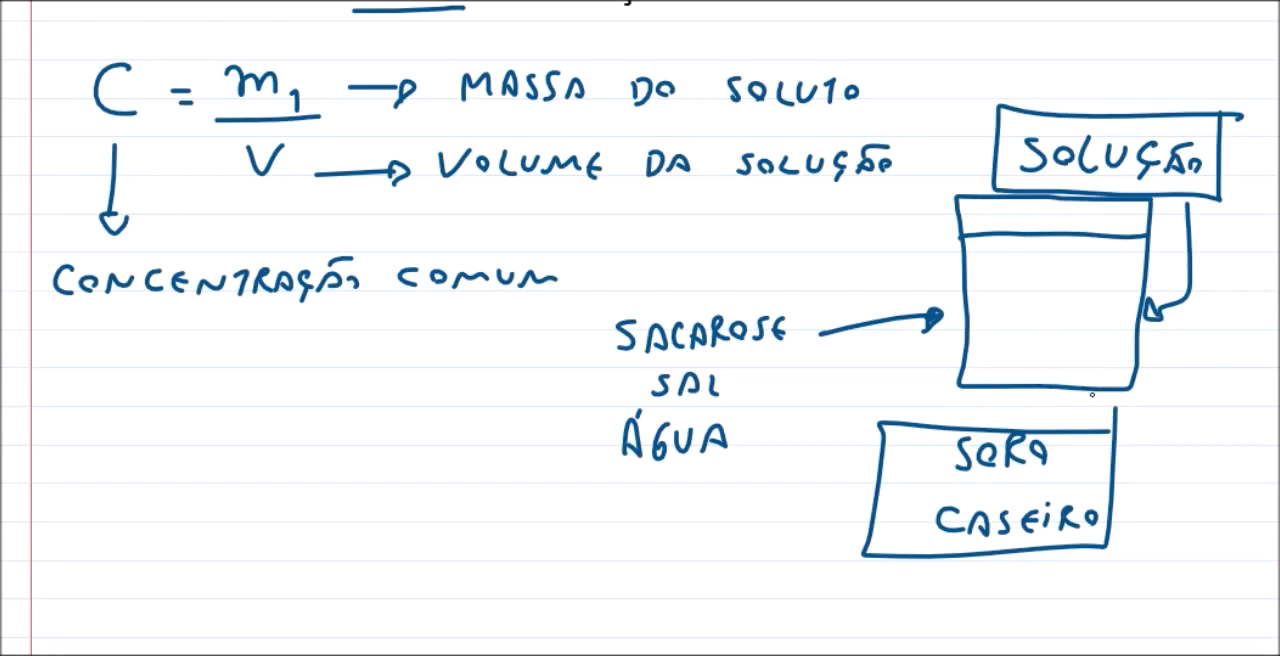 C = m₁ → MASSA DO SOLUTO
V → VOLUME DA SOLUÇÃO
SOLUÇÃO
CONCENTRAÇÃO COMUM
SACAROSE
SAL
ÁGUA
SORO
CASEIRO